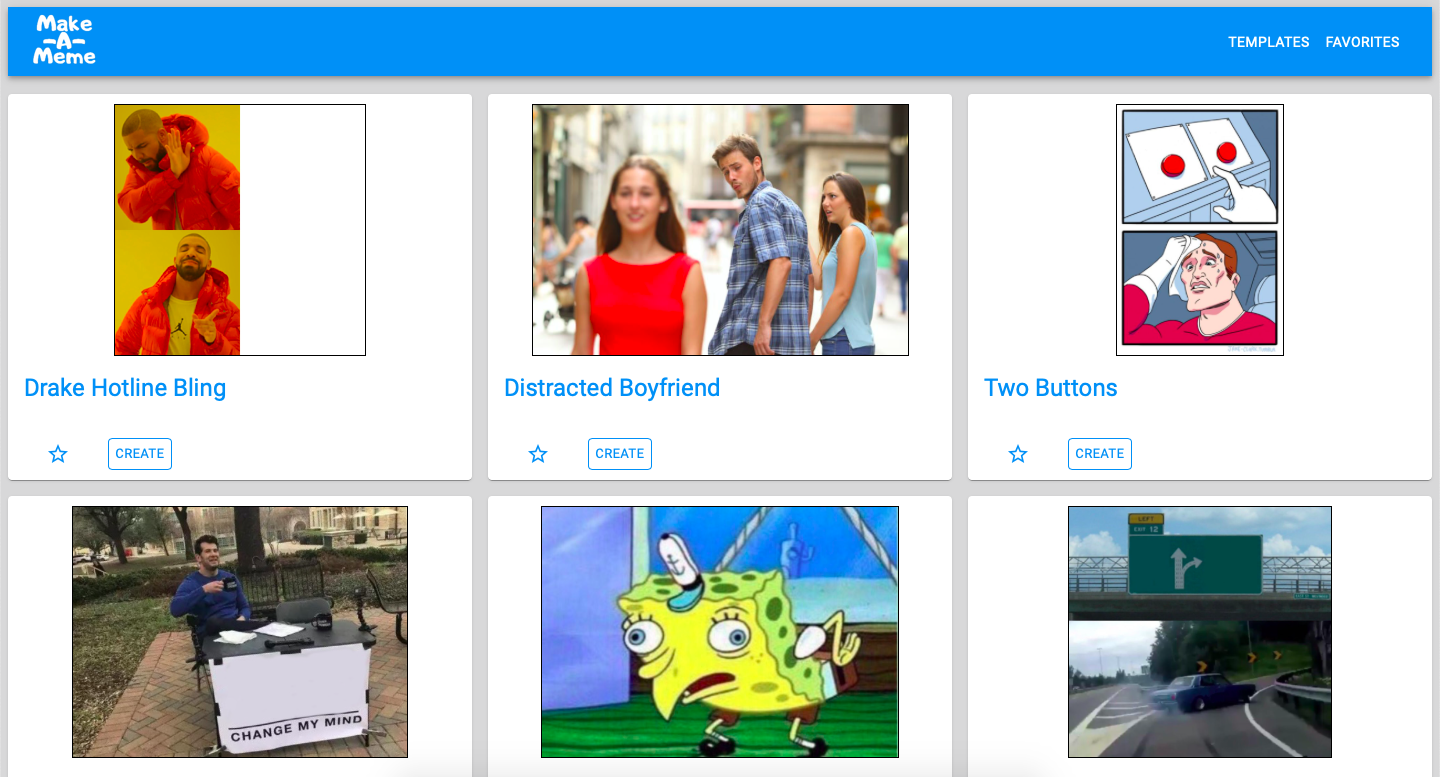 Make
-A-
Meme
TEMPLATES FAVORITES
Drake Hotline Bling
Distracted Boyfriend
Two Buttons
CREATE
CREATE
CREATE
CHANGE MY MIND
LEFT
EXIT 12